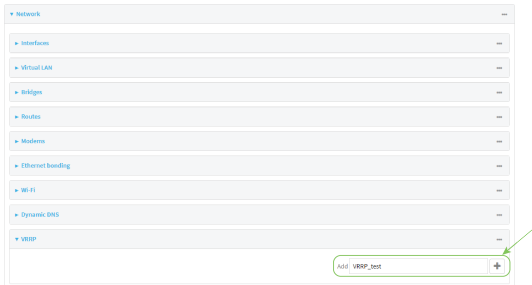 Network
Interfaces
Virtual LAN
Bridges
Routes
Modems
Ethernet bonding
Wi-Fi
Dynamic DNS
VRRP
Add VRRP_test